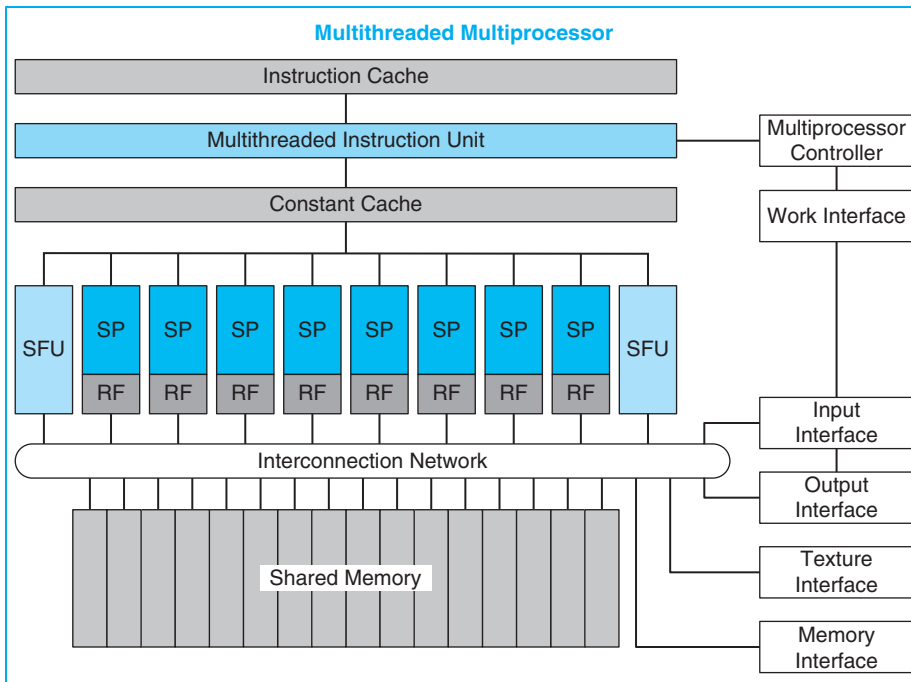 Multithreaded Multiprocessor
Instruction Cache
Multithreaded Instruction Unit
Multiprocessor
Controller
Constant Cache
Work Interface
SFU
SP
SP
SP
SP
SP
SP
SP
SP
SFU
RF
RF
RF
RF
RF
RF
RF
RF
Input
Interface
Interconnection Network
Output
Interface
Shared Memory
Texture
Interface
Memory
Interface